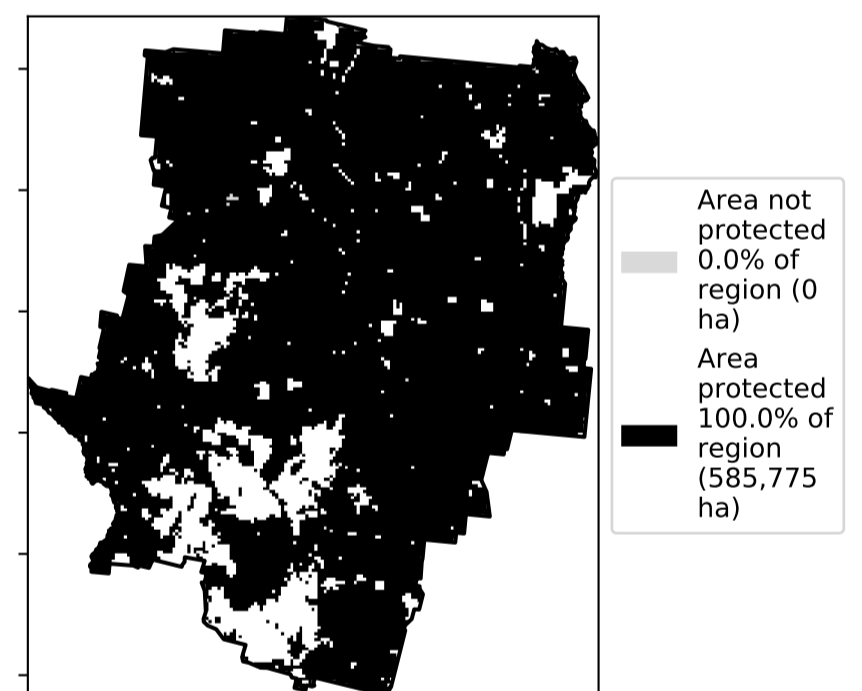 Area not
protected
0.0% of
region (0
ha)
Area
protected
100.0% of
region
(585,775
ha)